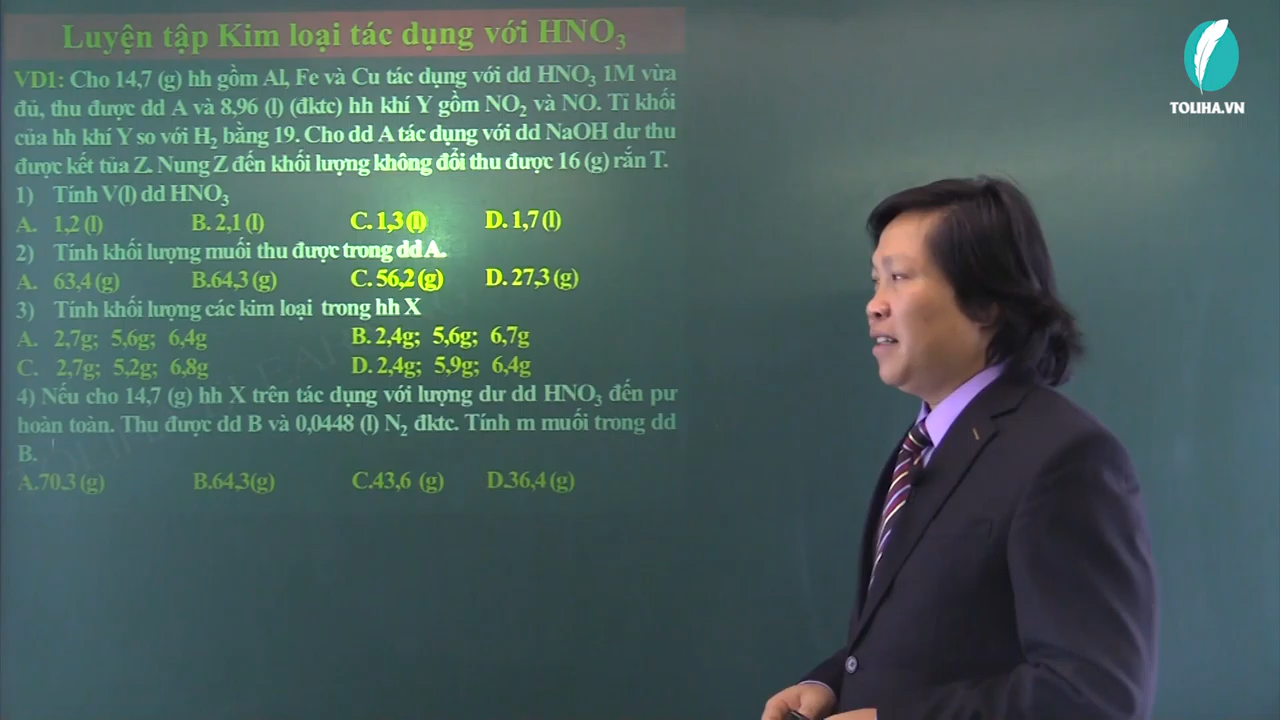 Luyện tập Kim loại tác dụng với HNO₃
VD1: Cho 14,7 (g) hh gồm Al, Fe và Cu tác dụng với dd HNO₃ 1M vừa
đủ, thu được dd A và 8,96 (l) (đktc) hh khí Y gồm NO₂ và NO. Tỉ khối
của hh khí Y so với H₂ bằng 19. Cho dd A tác dụng với dd NaOH dư thu
được kết tủa Z. Nung Z đến khối lượng không đổi thu được 16 (g) rắn T.
1) Tính V(l) dd HNO₃
A. 1,2 (l) B. 2,1 (l) C. 1,3 (l) D. 1,7 (l)
2) Tính khối lượng muối thu được trong dd A.
A. 63,4 (g) B.64,3 (g) C. 56,2 (g) D. 27,3 (g)
3) Tính khối lượng các kim loại trong hh X
A. 2,7g; 5,6g; 6,4g B. 2,4g; 5,6g; 6,7g
C. 2,7g; 5,2g; 6,8g D. 2,4g; 5,9g; 6,4g
4) Nếu cho 14,7 (g) hh X trên tác dụng với lượng dư dd HNO₃ đến pư
hoàn toàn. Thu được dd B và 0,0448 (l) N₂ đktc. Tính m muối trong dd
B.
A.70.3 (g) B.64,3(g) C.43,6 (g) D.36,4 (g)
TOLIHA.VN